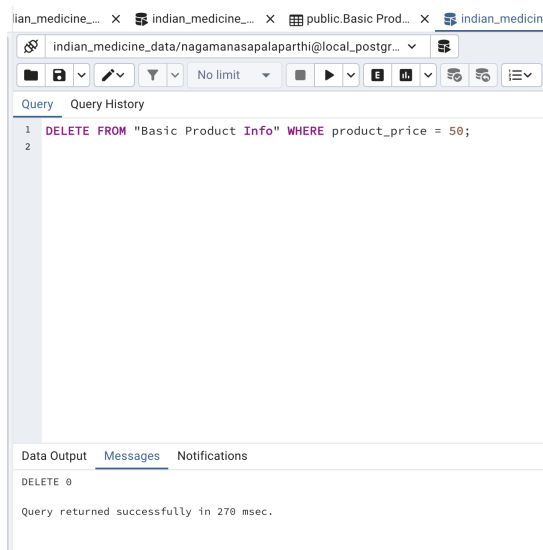 lian_medicine_... indian_medicine_... public.Basic Prod... indian_medicin
indian_medicine_data/nagamanasapalaparthi@local_postgr...
No limit E
Query Query History
1 DELETE FROM "Basic Product Info" WHERE product_price = 50;
2
Data Output Messages Notifications
DELETE 0
Query returned successfully in 270 msec.